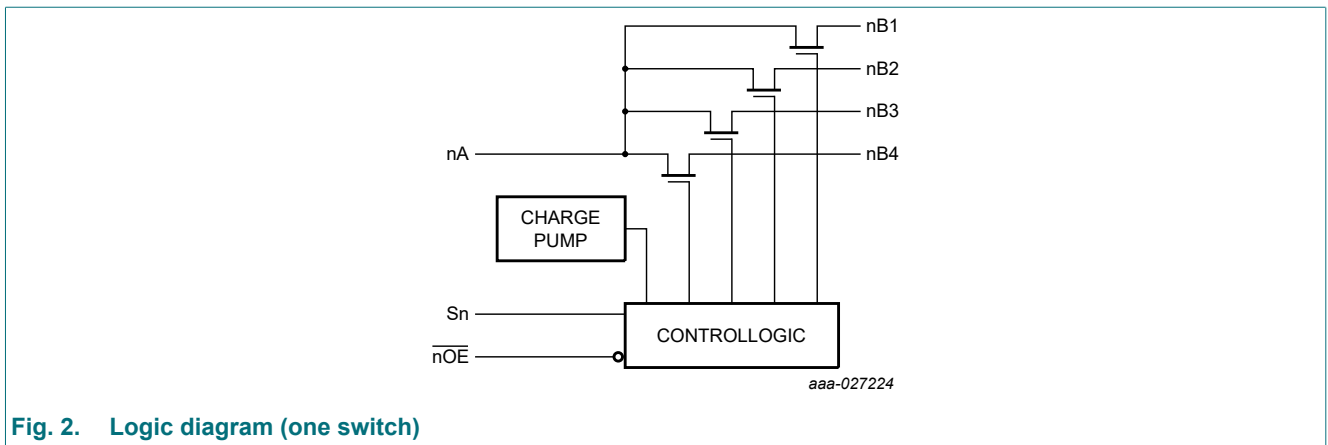 nB1
nB2
nB3
nA
nB4
CHARGE
PUMP
Sn
CONTROLLOGIC
nOE
aaa-027224
Fig. 2. Logic diagram (one switch)